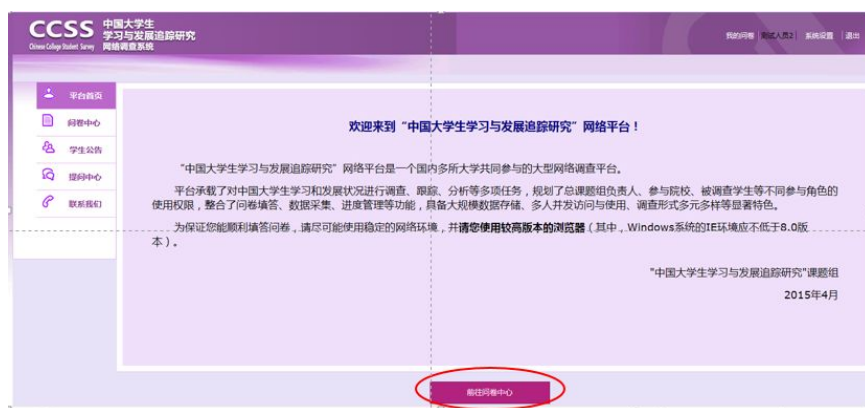 CCSS 中国大学生
学习与发展追踪研究
Chinese College Student Survey 网络调查系统
我的问卷 测试人员2 | 系统设置 | 退出
平台首页
问卷中心
学生公告
提问中心
联系我们
欢迎来到“中国大学生学习与发展追踪研究”网络平台！
“中国大学生学习与发展追踪研究”网络平台是一个国内多所大学共同参与的大型网络调查平台。
平台承载了对中国大学生学习和发展状况进行调查、跟踪、分析等多项任务，规划了总课题组负责人、参与院校、被调查学生等不同参与角色的
使用权限，整合了问卷填答、数据采集、进度管理等功能，具备大规模数据存储、多人并发访问与使用、调查形式多元多样等显著特色。
为保证您能顺利填答问卷，请尽可能使用稳定的网络环境，并请您使用较高版本的浏览器（其中，Windows系统的IE环境应不低于8.0版
本）。
"中国大学生学习与发展追踪研究"课题组
2015年4月
前往问卷中心